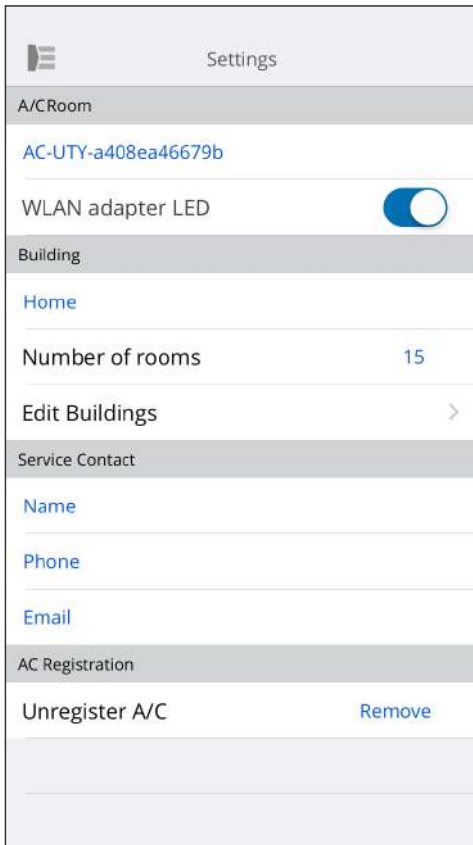 Settings
A/C Room
AC-UTY-a408ea46679b
WLAN adapter LED
Building
Home
Number of rooms 15
Edit Buildings
Service Contact
Name
Phone
Email
AC Registration
Unregister A/C Remove